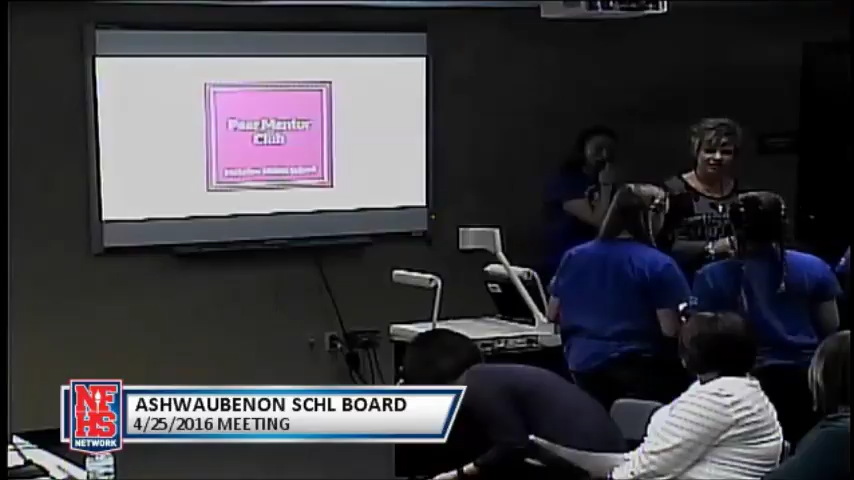 Peer Mentor
Club
ASHWAUBENON SCHL BOARD
4/25/2016 MEETING
NFHS
NETWORK